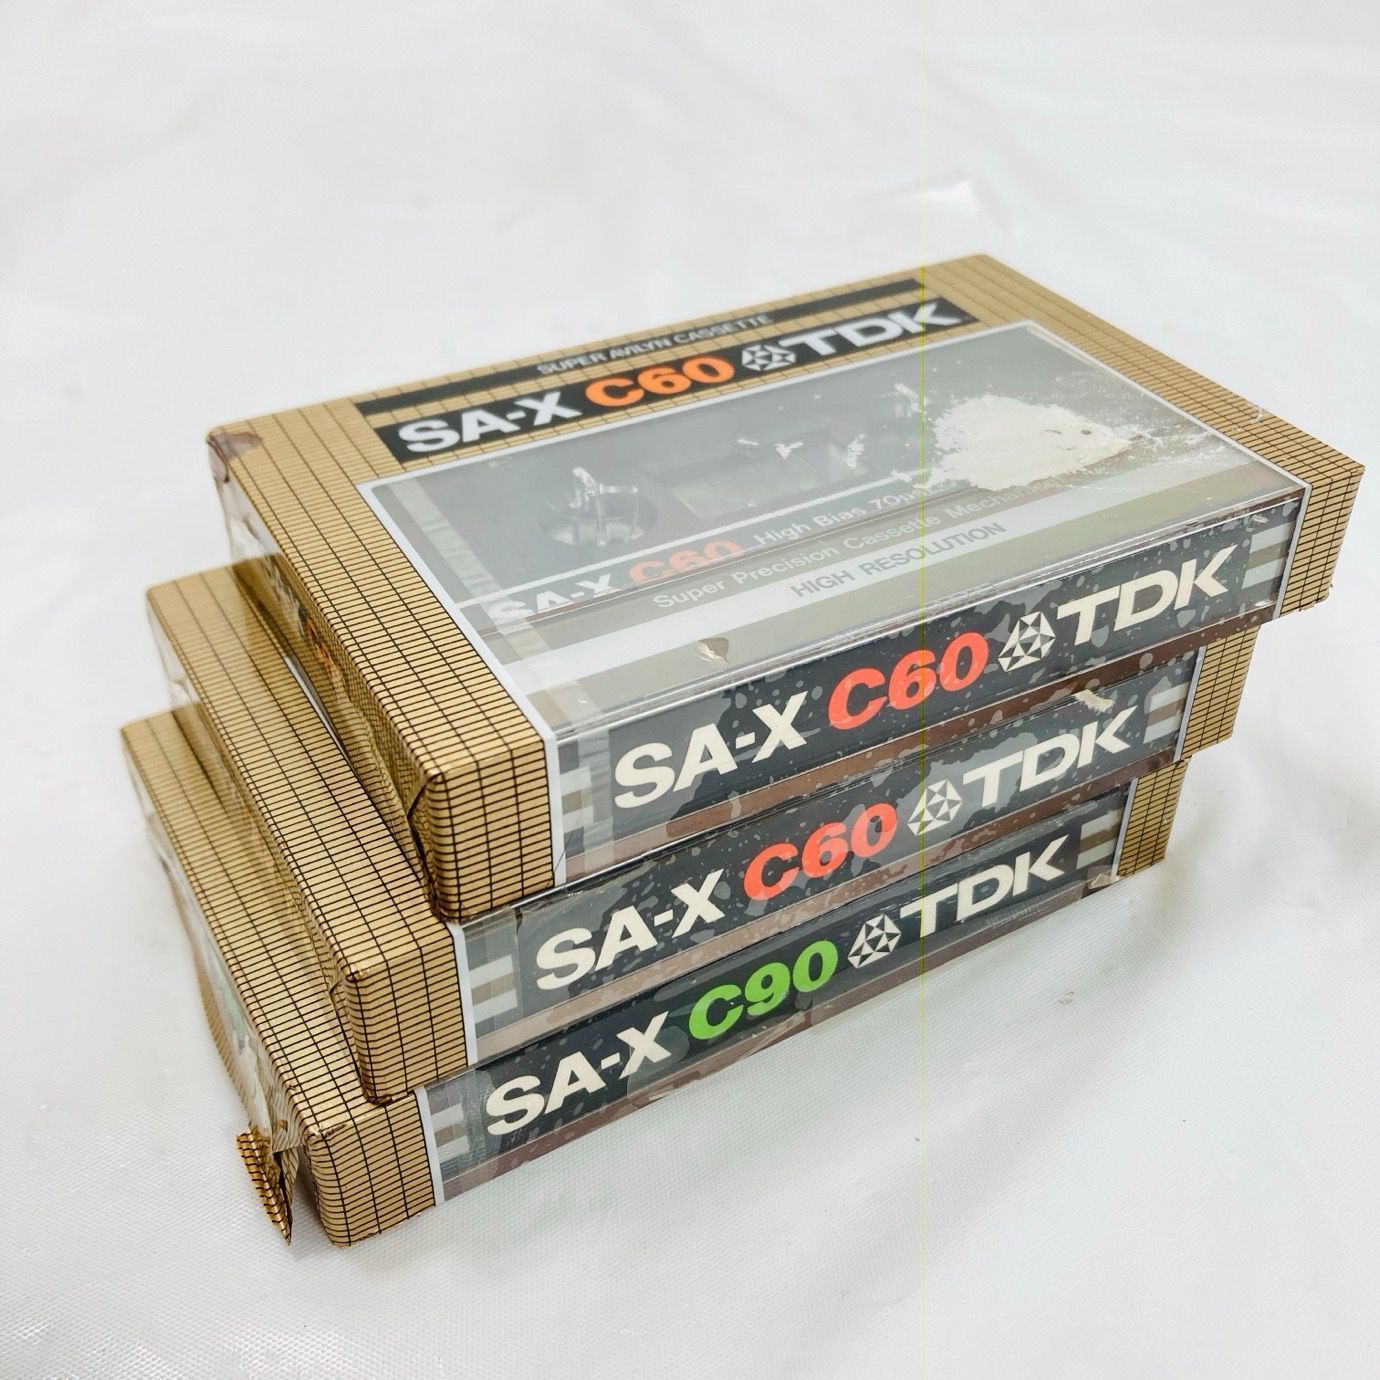 SUPER AVILYN CASSETTE
SA-X C60 TDK
SA-X C60 High Bias 70μs
Super Precision Cassette Mechanism
HIGH RESOLUTION
SA-X C60 TDK
SA-X C60 TDK
SA-X C90 TDK